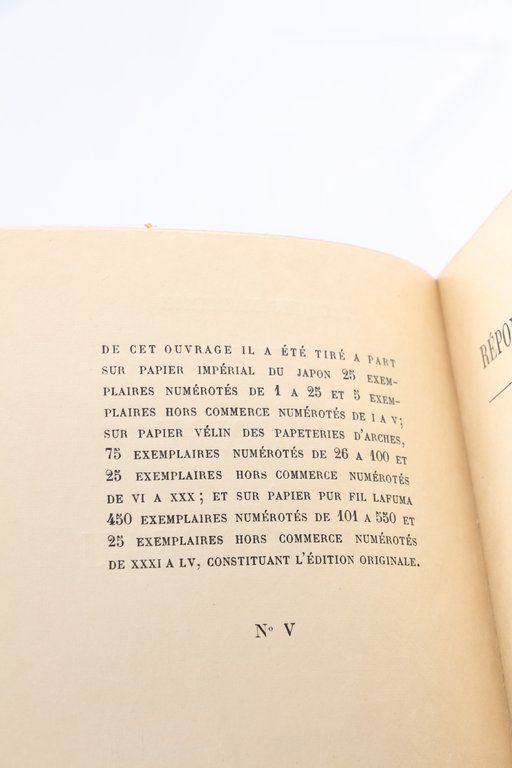 DE CET OUVRAGE IL A ÉTÉ TIRÉ A PART
SUR PAPIER IMPÉRIAL DU JAPON 25 EXEM-
PLAIRES NUMÉROTÉS DE 1 A 25 ET 5 EXEM-
PLAIRES HORS COMMERCE NUMÉROTÉS DE I A V;
SUR PAPIER VÉLIN DES PAPETERIES D'ARCHES,
75 EXEMPLAIRES NUMÉROTÉS DE 26 A 100 ET
25 EXEMPLAIRES HORS COMMERCE NUMÉROTÉS
DE VI A XXX; ET SUR PAPIER PUR FIL LAFUMA
450 EXEMPLAIRES NUMÉROTÉS DE 101 A 550 ET
25 EXEMPLAIRES HORS COMMERCE NUMÉROTÉS
DE XXXI A LV, CONSTITUANT L'ÉDITION ORIGINALE.
N° V